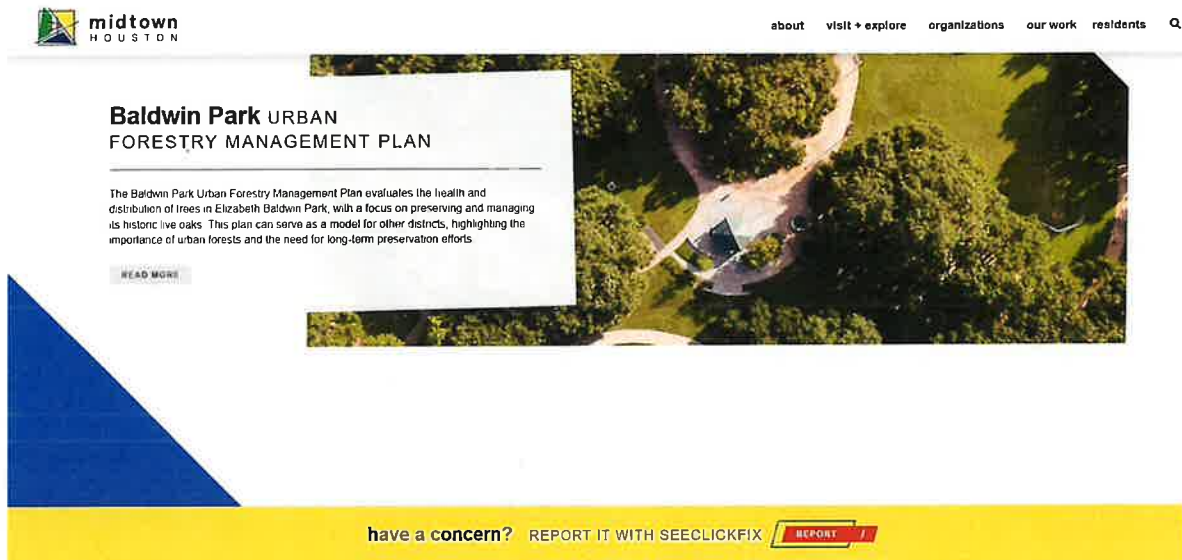 midtown
HOUSTON
about visit + explore organizations our work residents
Baldwin Park URBAN
FORESTRY MANAGEMENT PLAN
The Baldwin Park Urban Forestry Management Plan evaluates the health and
distribution of trees in Elizabeth Baldwin Park, with a focus on preserving and managing
its historic live oaks. This plan can serve as a model for other districts, highlighting the
importance of urban forests and the need for long-term preservation efforts
READ MORE
have a concern? REPORT IT WITH SEECLICKFIX REPORT !